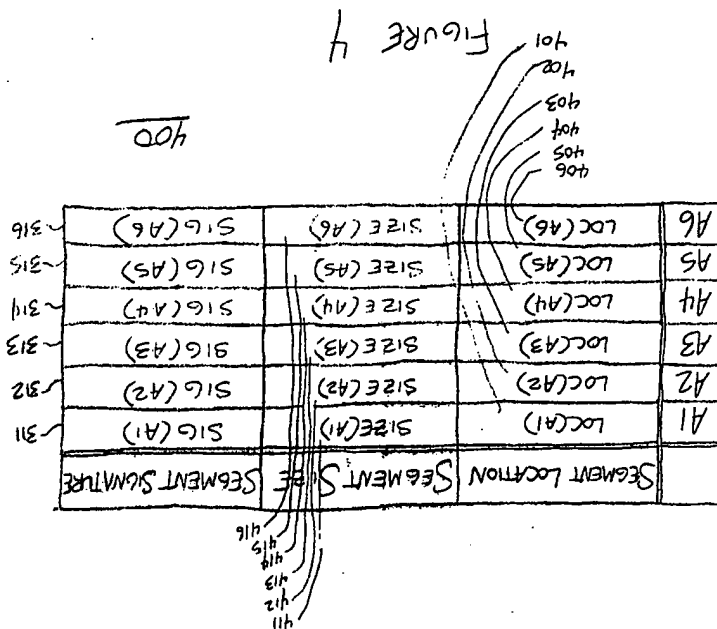 411
412
413
414
415
416
SEGMENT LOCATION SEGMENT SIZE SEGMENT SIGNATURE
A1 LOC(A1) SIZE(A1) SIG(A1) 311
A2 LOC(A2) SIZE(A2) SIG(A2) 312
A3 LOC(A3) SIZE(A3) SIG(A3) 313
A4 LOC(A4) SIZE(A4) SIG(A4) 314
A5 LOC(A5) SIZE(A5) SIG(A5) 315
A6 LOC(A6) SIZE(A6) SIG(A6) 316
406
405
404
403
402
401
400
FIGURE 4